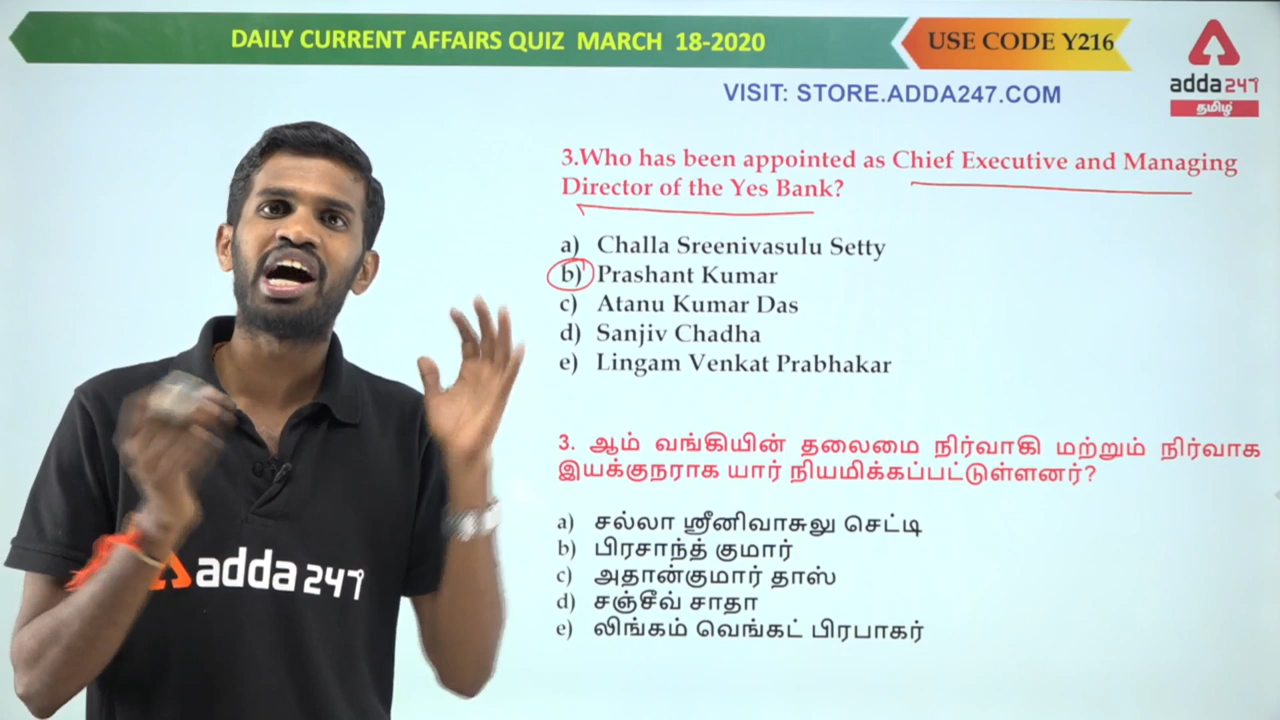 DAILY CURRENT AFFAIRS QUIZ MARCH 18-2020
USE CODE Y216
adda247
தமிழ்
VISIT: STORE.ADDA247.COM
3.Who has been appointed as Chief Executive and Managing
Director of the Yes Bank?
a) Challa Sreenivasulu Setty
b) Prashant Kumar
c) Atanu Kumar Das
d) Sanjiv Chadha
e) Lingam Venkat Prabhakar
3. ஆம் வங்கியின் தலைமை நிர்வாகி மற்றும் நிர்வாக
இயக்குநராக யார் நியமிக்கப்பட்டுள்ளனர்?
a) சல்லா ஸ்ரீனிவாசுலு செட்டி
b) பிரசாந்த் குமார்
c) அதான்குமார் தாஸ்
d) சஞ்சீவ் சாதா
e) லிங்கம் வெங்கட் பிரபாகர்
adda 247